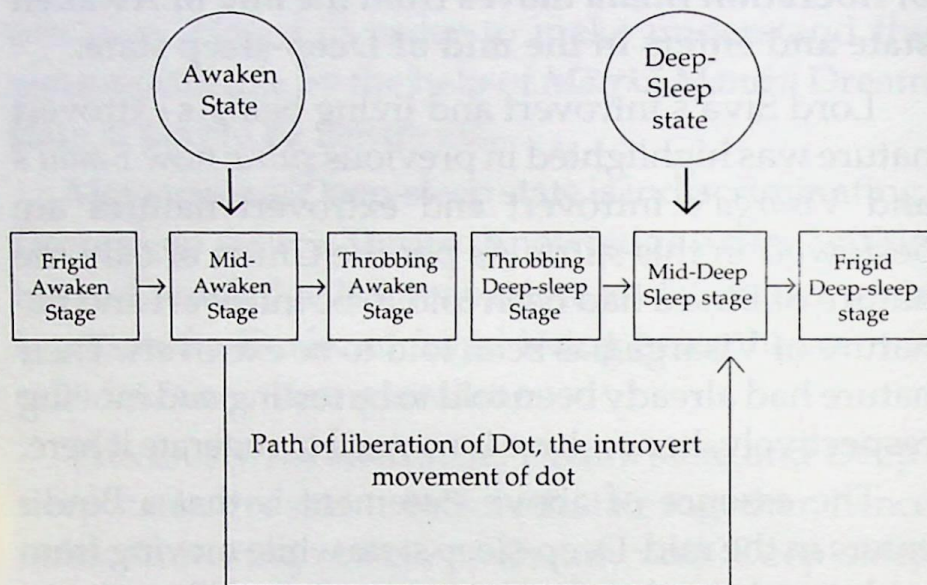 Awaken
State
Deep-
Sleep
state
Frigid
Awaken
Stage
Mid-
Awaken
Stage
Throbbing
Awaken
Stage
Throbbing
Deep-sleep
Stage
Mid-Deep
Sleep stage
Frigid
Deep-sleep
stage
Path of liberation of Dot, the introvert
movement of dot